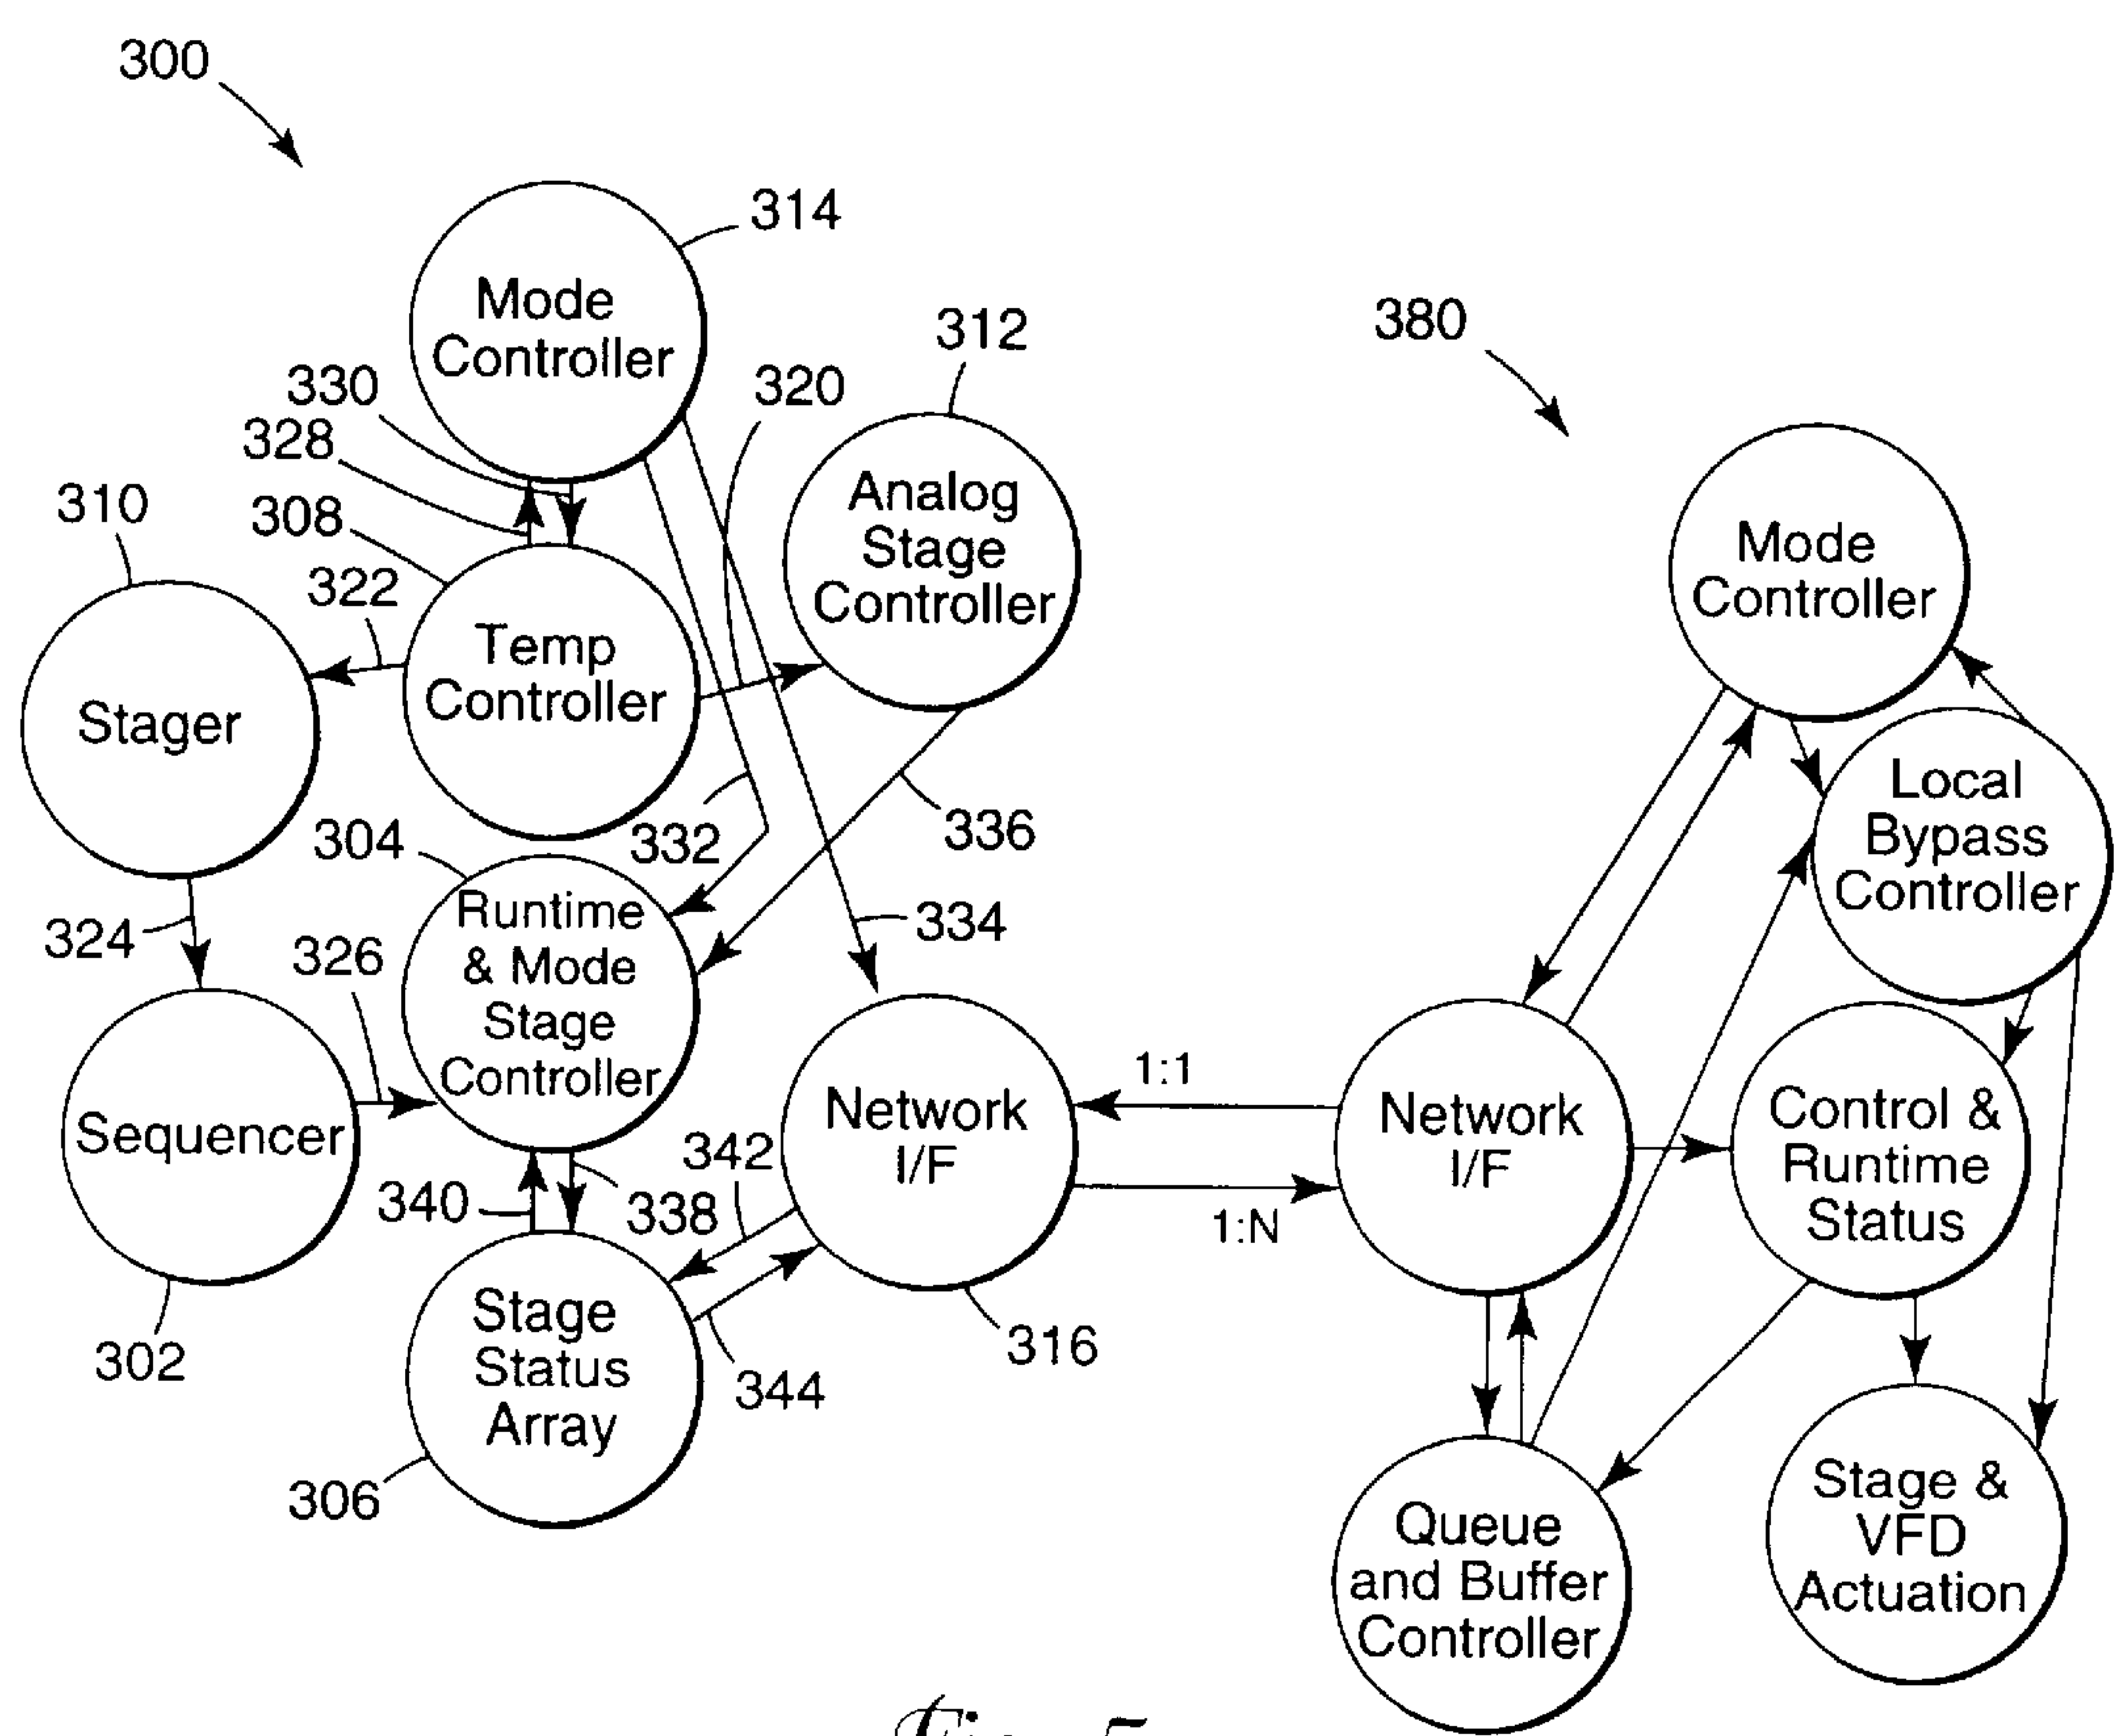 300
314
Mode
Controller
312
380
330
320
328
310
308
Analog
Stage
Controller
322
Mode
Controller
Temp
Controller
Stager
304
332
336
Local
Bypass
Controller
Runtime
& Mode
Stage
Controller
324
326
334
1:1
Network
I/F
Network
I/F
Control &
Runtime
Status
Sequencer
342
340
338
1:N
302
Stage
Status
Array
344
316
306
Stage &
VFD
Actuation
Queue
and Buffer
Controller
Fig. 5